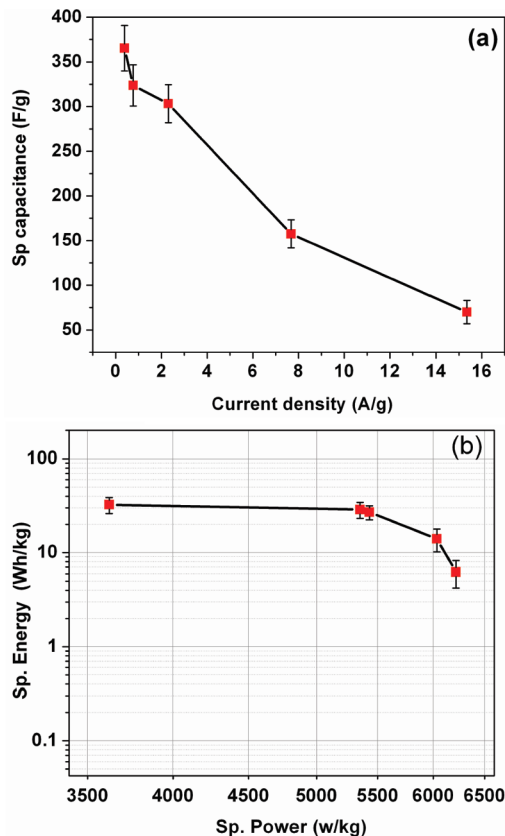 400
(a)
350
300
250
200
150
100
50
Sp capacitance (F/g)
0 2 4 6 8 10 12 14 16
Current density (A/g)
(b)
100
10
1
0.1
Sp. Energy (Wh/kg)
3500 4000 4500 5000 5500 6000 6500
Sp. Power (w/kg)